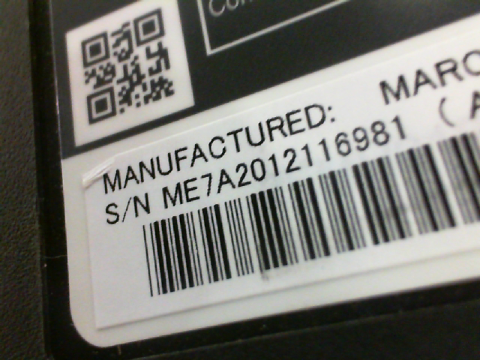 MANUFACTURED: MARC
S/N ME7A2012116981 ( A